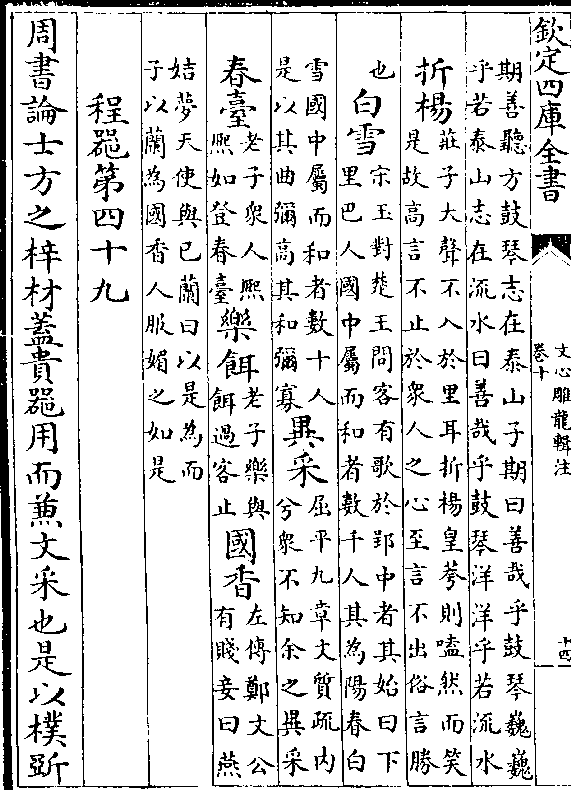 欽定四庫全書
文心雕龍輯注
卷十
十四
期善聽方鼓琴志在泰山子期曰善哉乎鼓琴巍巍
乎若泰山志在流水曰善哉乎鼓琴洋洋乎若流水
折楊
莊子大聲不入於里耳折楊皇荂則嗑然而笑
是故高言不止於衆人之心至言不出俗言勝
也
白雪
宋玉對楚王問客有歌於郢中者其始曰下
里巴人國中屬而和者數千人其為陽春白
雪國中屬而和者數十人
是以其曲彌高其和彌寡
異采
屈平九章文質疏内
兮衆不知余之異采
春臺
老子衆人熙
熙如登春臺
樂餌
老子樂與
餌過客止
國香
左傳鄭文公
有賤妾曰燕
姞夢天使與已蘭曰以是為而
子以蘭為國香人服媚之如是
程噐第四十九
周書論士方之梓材蓋貴噐用而兼文采也是以樸斵